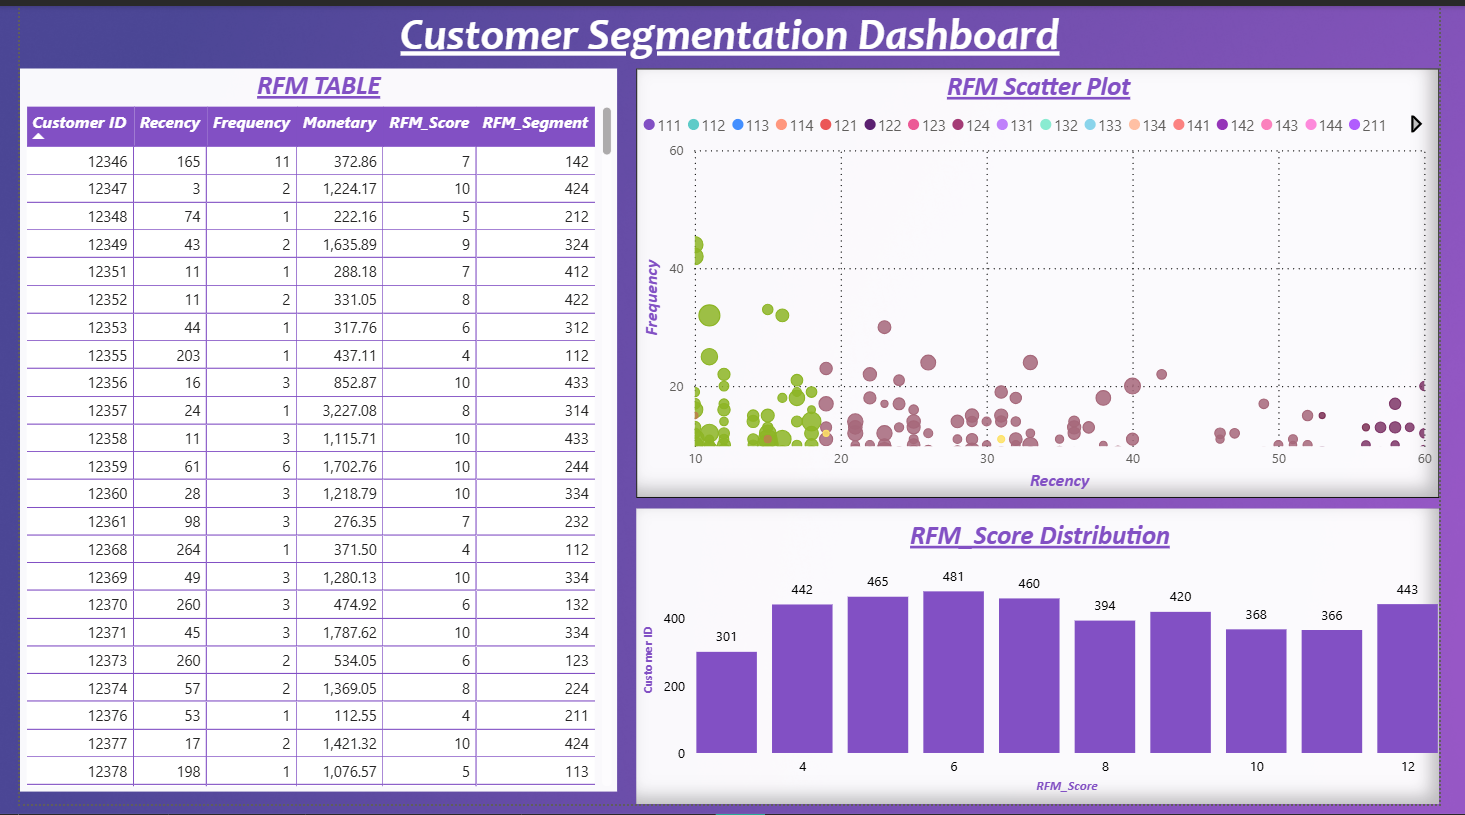 Customer Segmentation Dashboard
RFM TABLE
Customer ID Recency Frequency Monetary RFM_Score RFM_Segment
12346 165 11 372.86 7 142
12347 3 2 1,224.17 10 424
12348 74 1 222.16 5 212
12349 43 2 1,635.89 9 324
12351 11 1 288.18 7 412
12352 11 2 331.05 8 422
12353 44 1 317.76 6 312
12355 203 1 437.11 4 112
12356 16 3 852.87 10 433
12357 24 1 3,227.08 8 314
12358 11 3 1,115.71 10 433
12359 61 6 1,702.76 10 244
12360 28 3 1,218.79 10 334
12361 98 3 276.35 7 232
12368 264 1 371.50 4 112
12369 49 3 1,280.13 10 334
12370 260 3 474.92 6 132
12371 45 3 1,787.62 10 334
12373 260 2 534.05 6 123
12374 57 2 1,369.05 8 224
12376 53 1 112.55 4 211
12377 17 2 1,421.32 10 424
12378 198 1 1,076.57 5 113
RFM Scatter Plot
111 112 113 114 121 122 123 124 131 132 133 134 141 142 143 144 211
60
40
20
Frequency
10 20 30 40 50 60
Recency
RFM_Score Distribution
301 442 465 481 460 394 420 368 366 443
400
200
0
Customer ID
4 6 8 10 12
RFM_Score